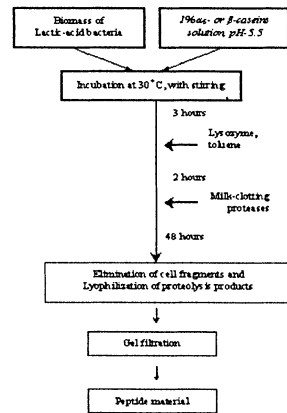 Biomass of
Lactic-acid bacteria
1% αs- or β-caseins
solution, pH-5.5
Incubation at 30°C, with stirring
3 hours
Lysozyme,
toluene
2 hours
Milk-clotting
proteases
48 hours
Elimination of cell fragments and
Lyophilization of proteolysis products
Gel filtration
Peptide material